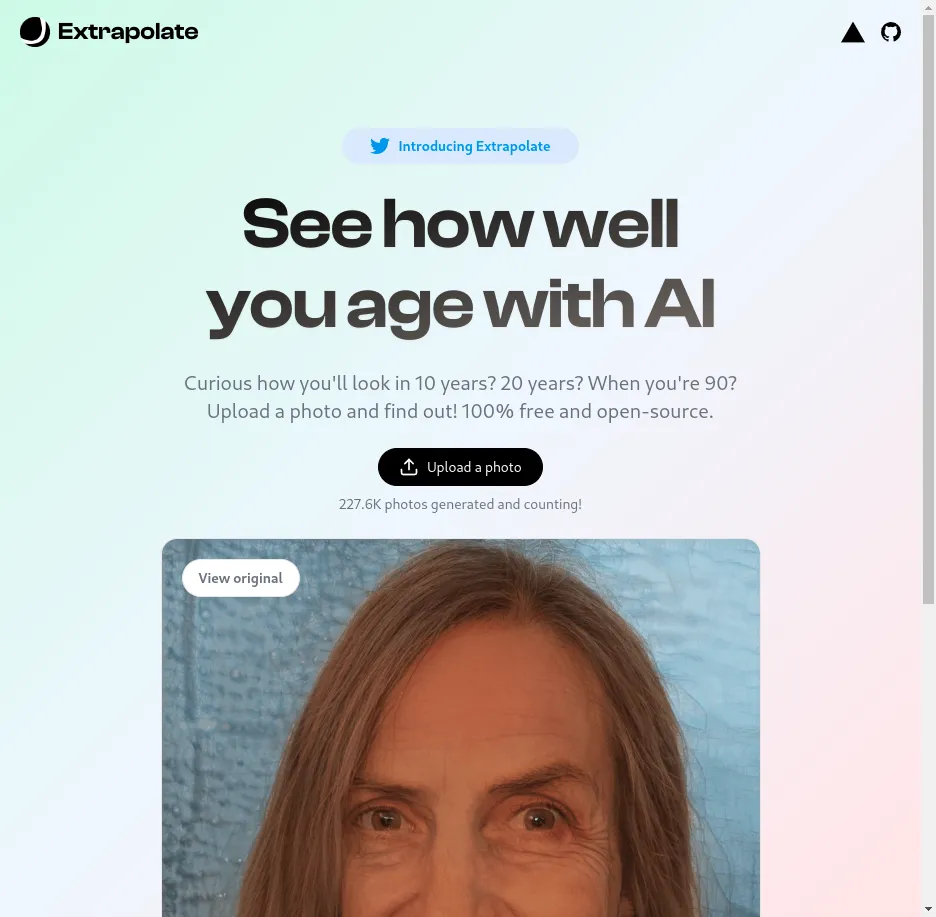 Extrapolate
Introducing Extrapolate
See how well
you age with AI
Curious how you'll look in 10 years? 20 years? When you're 90?
Upload a photo and find out! 100% free and open-source.
Upload a photo
227.6K photos generated and counting!
View original